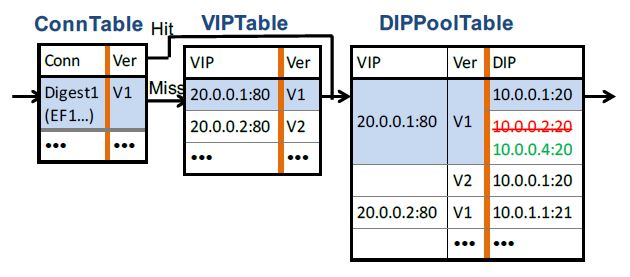 ConnTable Hit VIPTable DIPPoolTable
Conn Ver
Digest1 V1
(EF1...)
••• •••
Miss
VIP Ver
20.0.0.1:80 V1
20.0.0.2:80 V2
••• •••
VIP Ver DIP
20.0.0.1:80 V1 10.0.0.1:20
10.0.0.2:20
10.0.0.4:20
V2 10.0.0.1:20
20.0.0.2:80 V1 10.0.1.1:21
••• •••